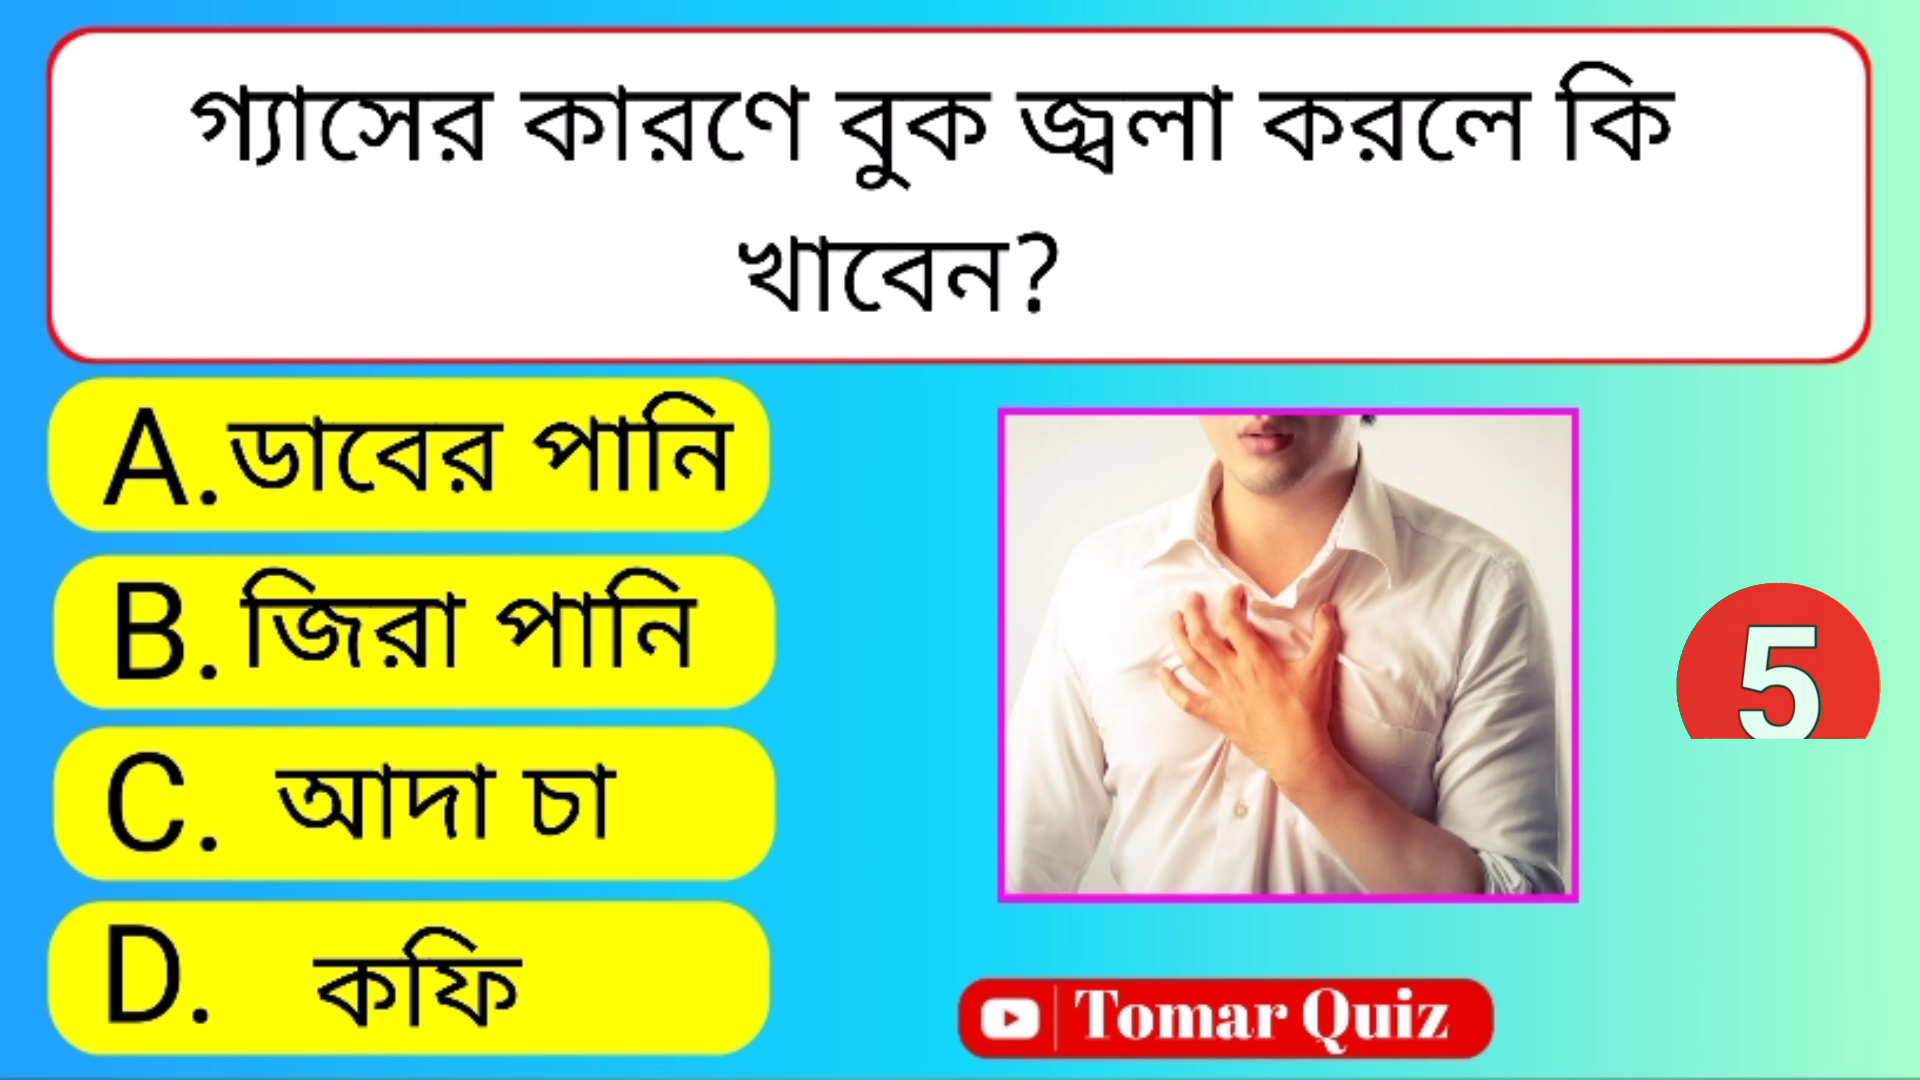 গ্যাসের কারণে বুক জ্বলা করলে কি
খাবেন?
A.ডাবের পানি
B.জিরা পানি
C. আদা চা
D. কফি
5
Tomar Quiz